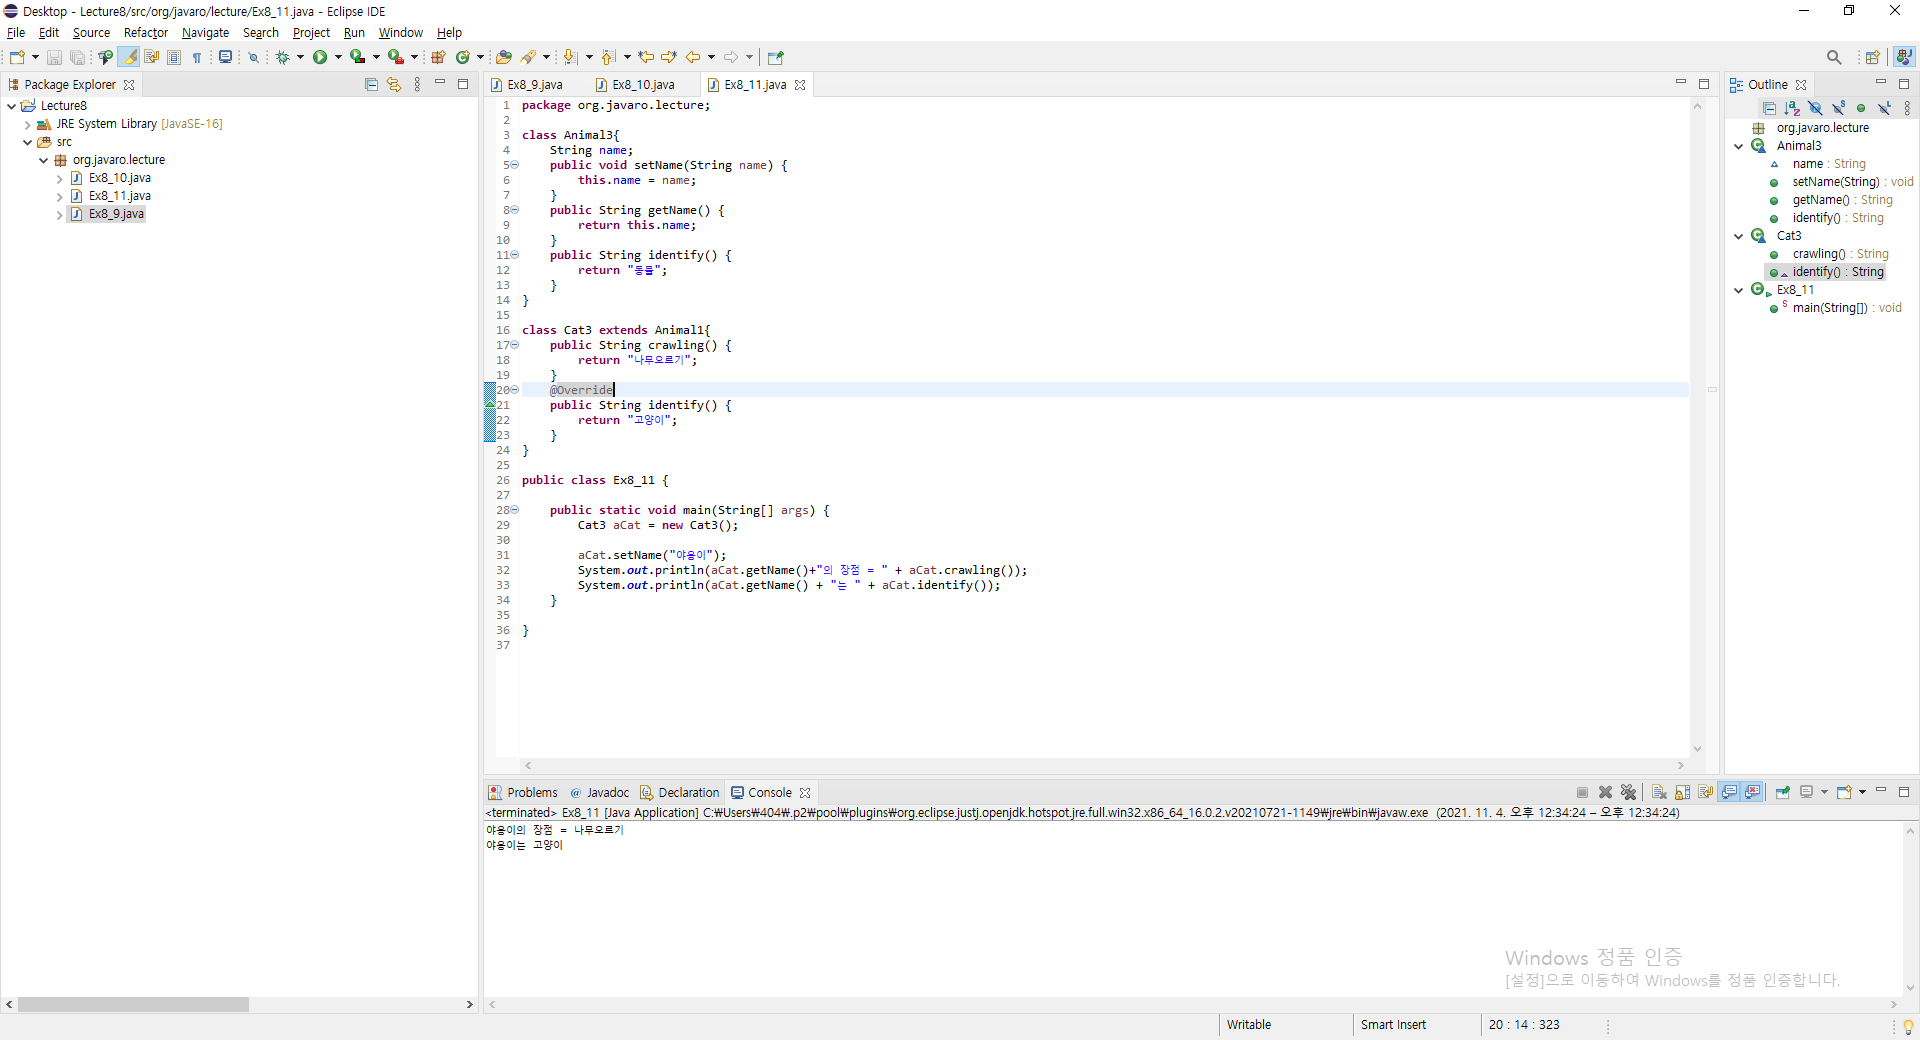 Desktop - Lecture8/src/org/javaro/lecture/Ex8_11.java - Eclipse IDE
File Edit Source Refactor Navigate Search Project Run Window Help
Package Explorer
Lecture8
JRE System Library [JavaSE-16]
src
org.javaro.lecture
Ex8_10.java
Ex8_11.java
Ex8_9.java
Ex8_9.java Ex8_10.java Ex8_11.java
1 package org.javaro.lecture;
2
3 class Animal3{
4 String name;
5 public void setName(String name) {
6 this.name = name;
7 }
8 public String getName() {
9 return this.name;
10 }
11 public String identify() {
12 return "동물";
13 }
14 }
15
16 class Cat3 extends Animal1{
17 public String crawling() {
18 return "나무오르기";
19 }
20 @Override
21 public String identify() {
22 return "고양이";
23 }
24 }
25
26 public class Ex8_11 {
27
28 public static void main(String[] args) {
29 Cat3 aCat = new Cat3();
30
31 aCat.setName("야옹이");
32 System.out.println(aCat.getName()+"의 장점 = " + aCat.crawling());
33 System.out.println(aCat.getName() + "는 " + aCat.identify());
34 }
35
36 }
37
Outline
org.javaro.lecture
Animal3
name : String
setName(String) : void
getName() : String
identify() : String
Cat3
crawling() : String
identify() : String
Ex8_11
main(String[]) : void
Problems @ Javadoc Declaration Console
<terminated> Ex8_11 [Java Application] C:₩Users₩404₩.p2₩pool₩plugins₩org.eclipse.justj.openjdk.hotspot.jre.full.win32.x86_64_16.0.2.v20210721-1149₩jre₩bin₩javaw.exe (2021. 11. 4. 오후 12:34:24 – 오후 12:34:24)
야옹이의 장점 = 나무오르기
야옹이는 고양이
Windows 정품 인증
[설정]으로 이동하여 Windows를 정품 인증합니다.
Writable Smart Insert 20 : 14 : 323